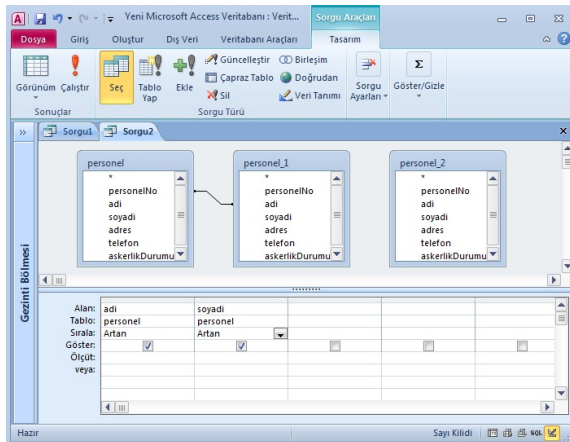 Yeni Microsoft Access Veritabanı : Verit... Sorgu Araçları
Dosya Giriş Oluştur Dış Veri Veritabanı Araçları Tasarım
Görünüm Çalıştır Seç Tablo Yap Ekle Güncelleştir Birleşim
Çapraz Tablo Doğrudan
Sil Veri Tanımı
Sorgu Ayarları Göster/Gizle
Sonuçlar Sorgu Türü
Sorgu1 Sorgu2
Gezinti Bölmesi
personel personel_1 personel_2
* * *
personelNo personelNo personelNo
adi adi adi
soyadi soyadi soyadi
adres adres adres
telefon telefon telefon
askerlikDurumu askerlikDurumu askerlikDurumu
Alan: adi soyadi
Tablo: personel personel
Sırala: Artan Artan
Göster:
Ölçüt:
veya:
Hazır Sayı Kilidi SQL